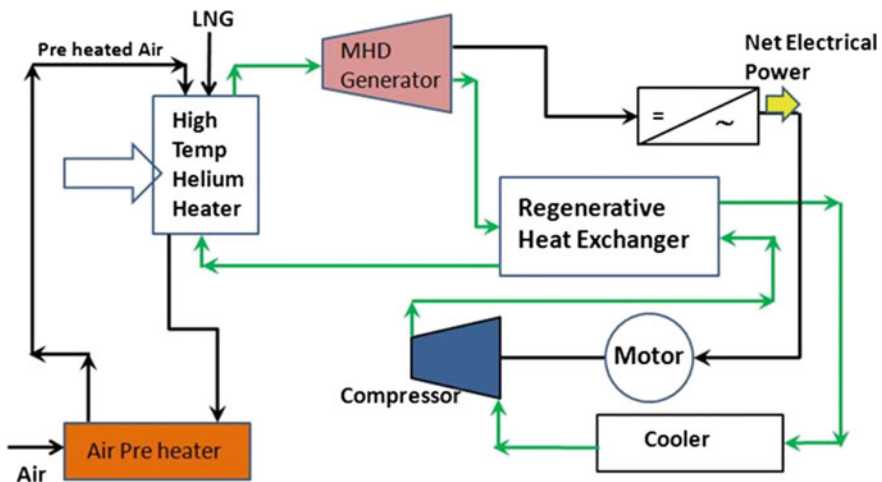 LNG
Pre heated Air
MHD
Generator
Net Electrical
Power
=
~
High
Temp
Helium
Heater
Regenerative
Heat Exchanger
Motor
Compressor
Cooler
Air Pre heater
Air